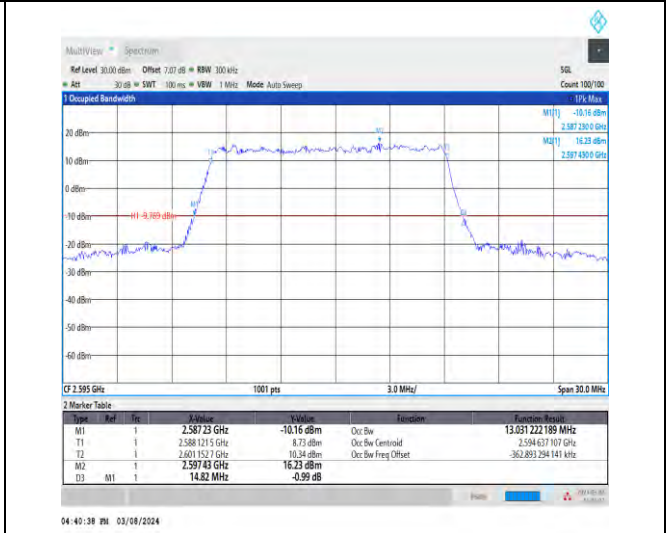 MultiView Spectrum
Ref Level 30.00 dBm Offset 7.07 dB RBW 300 kHz SGL
Att 30 dB SWT 100 ms VBW 1 MHz Mode Auto Sweep Count 100/100
1 Occupied Bandwidth 1Pk Max
M1[1] -10.16 dBm
2.587 230 0 GHz
M2[1] 16.23 dBm
2.597 430 0 GHz
20 dBm
10 dBm
0 dBm
M1
-10 dBm H1 -9.769 dBm
-20 dBm
-30 dBm
-40 dBm
-50 dBm
-60 dBm
CF 2.595 GHz 1001 pts 3.0 MHz/ Span 30.0 MHz
2 Marker Table
Type Ref Trc X-Value Y-Value Function Function Result
M1 1 2.58723 GHz -10.16 dBm Occ Bw 13.031 222 189 MHz
T1 1 2.588 121 5 GHz 8.73 dBm Occ Bw Centroid 2.594 637 107 GHz
T2 1 2.601 152 7 GHz 10.34 dBm Occ Bw Freq Offset -362.893 294 141 kHz
M2 1 2.59743 GHz 16.23 dBm
D3 M1 1 14.82 MHz -0.99 dB
04:40:38 PM 03/08/2024